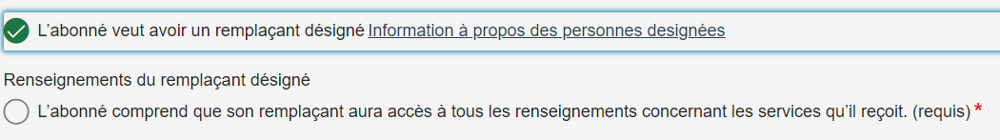 L’abonné veut avoir un remplaçant désigné Information à propos des personnes designées
Renseignements du remplaçant désigné
L’abonné comprend que son remplaçant aura accès à tous les renseignements concernant les services qu’il reçoit. (requis) *